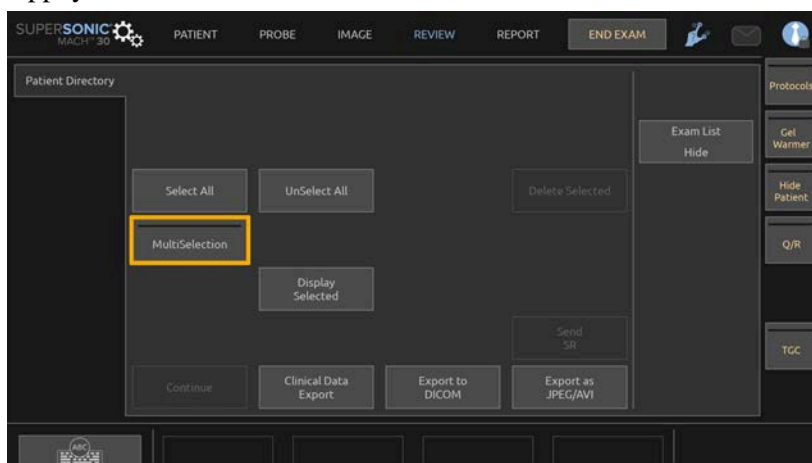 SUPERSONIC
MACH™ 30
PATIENT
PROBE
IMAGE
REVIEW
REPORT
END EXAM
Patient Directory
Protocols
Exam List
Hide
Gel
Warmer
Select All
UnSelect All
Delete Selected
Hide
Patient
MultiSelection
Q/R
Display
Selected
Send
SR
TGC
Continue
Clinical Data
Export
Export to
DICOM
Export as
JPEG/AVI
ABC